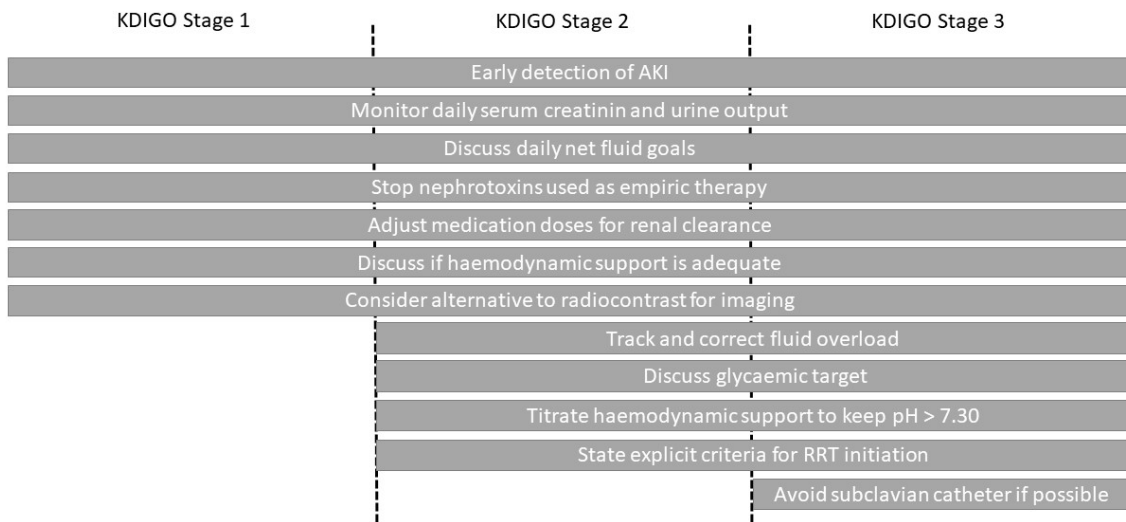 KDIGO Stage 1 KDIGO Stage 2 KDIGO Stage 3
Early detection of AKI
Monitor daily serum creatinin and urine output
Discuss daily net fluid goals
Stop nephrotoxins used as empiric therapy
Adjust medication doses for renal clearance
Discuss if haemodynamic support is adequate
Consider alternative to radiocontrast for imaging
Track and correct fluid overload
Discuss glycaemic target
Titrate haemodynamic support to keep pH > 7.30
State explicit criteria for RRT initiation
Avoid subclavian catheter if possible